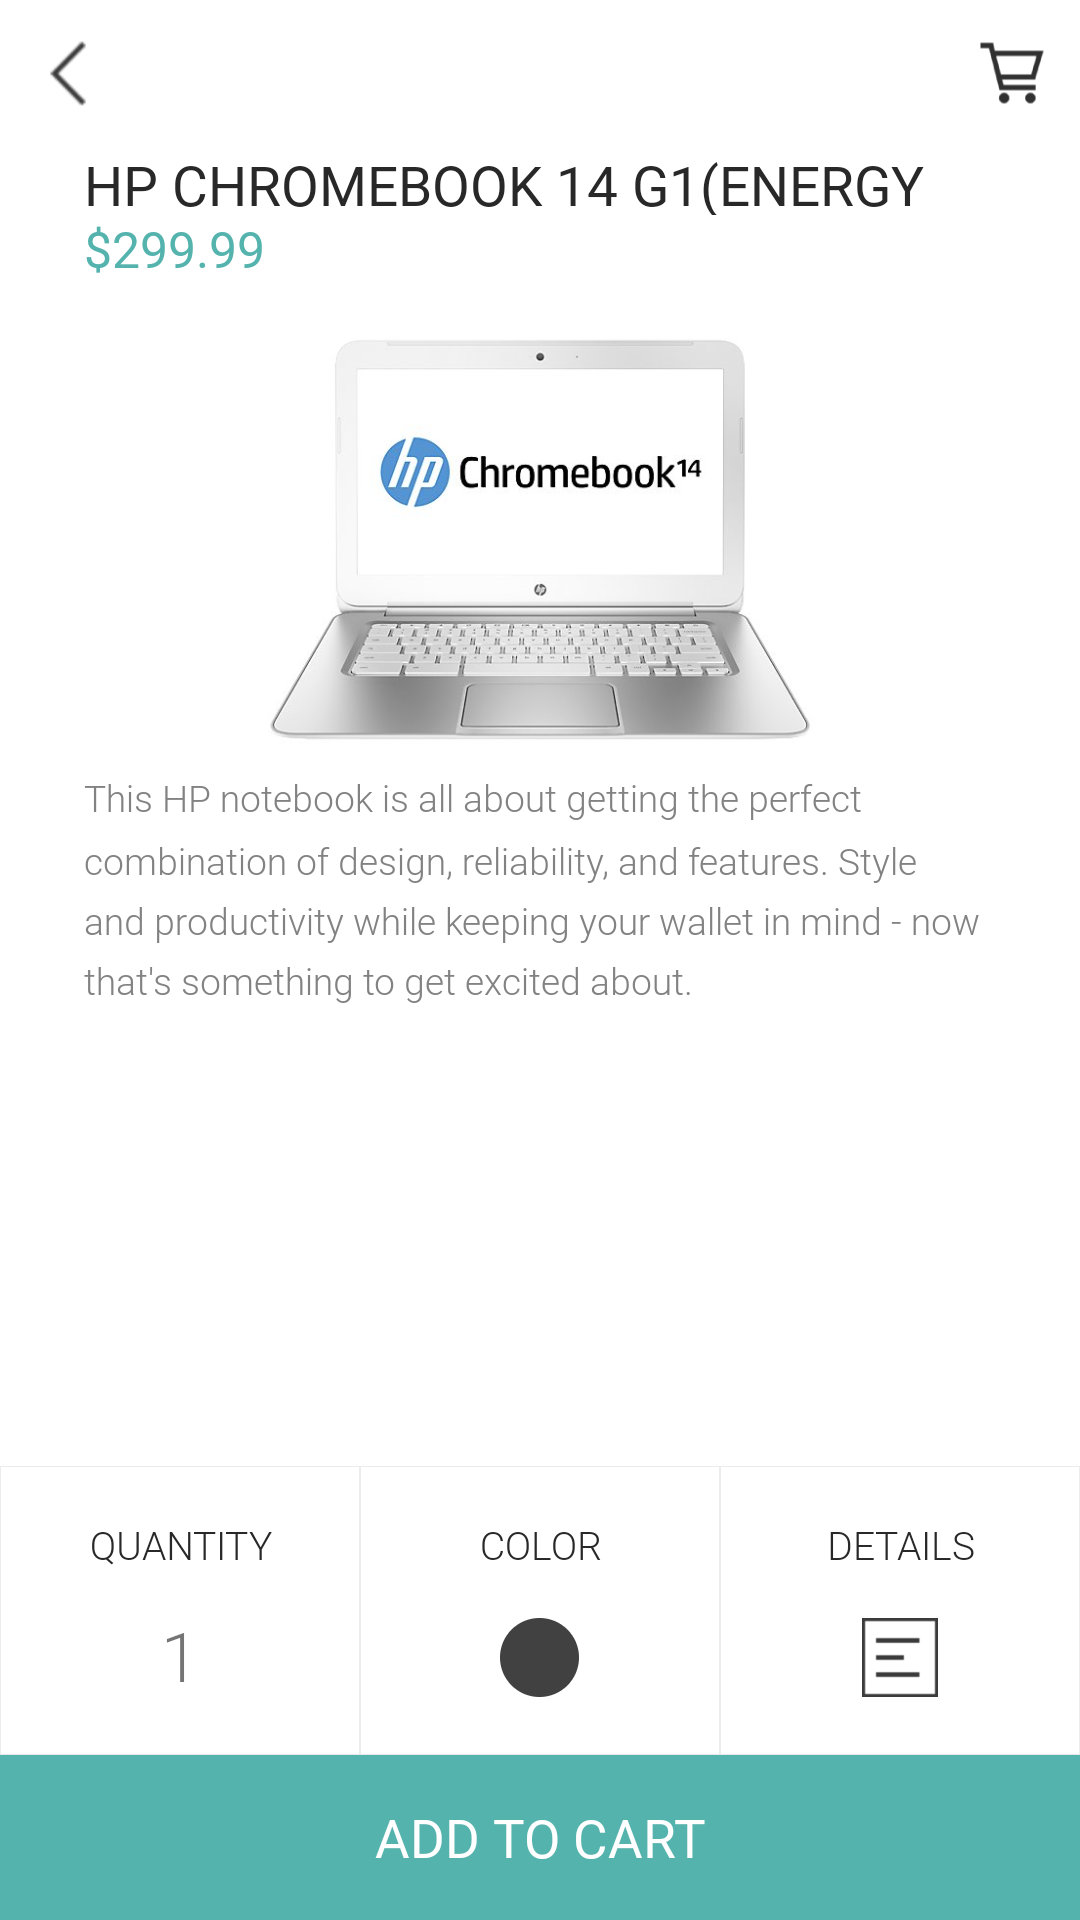 HP CHROMEBOOK 14 G1(ENERGY
$299.99
hp Chromebook14
hp
This HP notebook is all about getting the perfect
combination of design, reliability, and features. Style
and productivity while keeping your wallet in mind - now
that's something to get excited about.
QUANTITY COLOR DETAILS
1
ADD TO CART